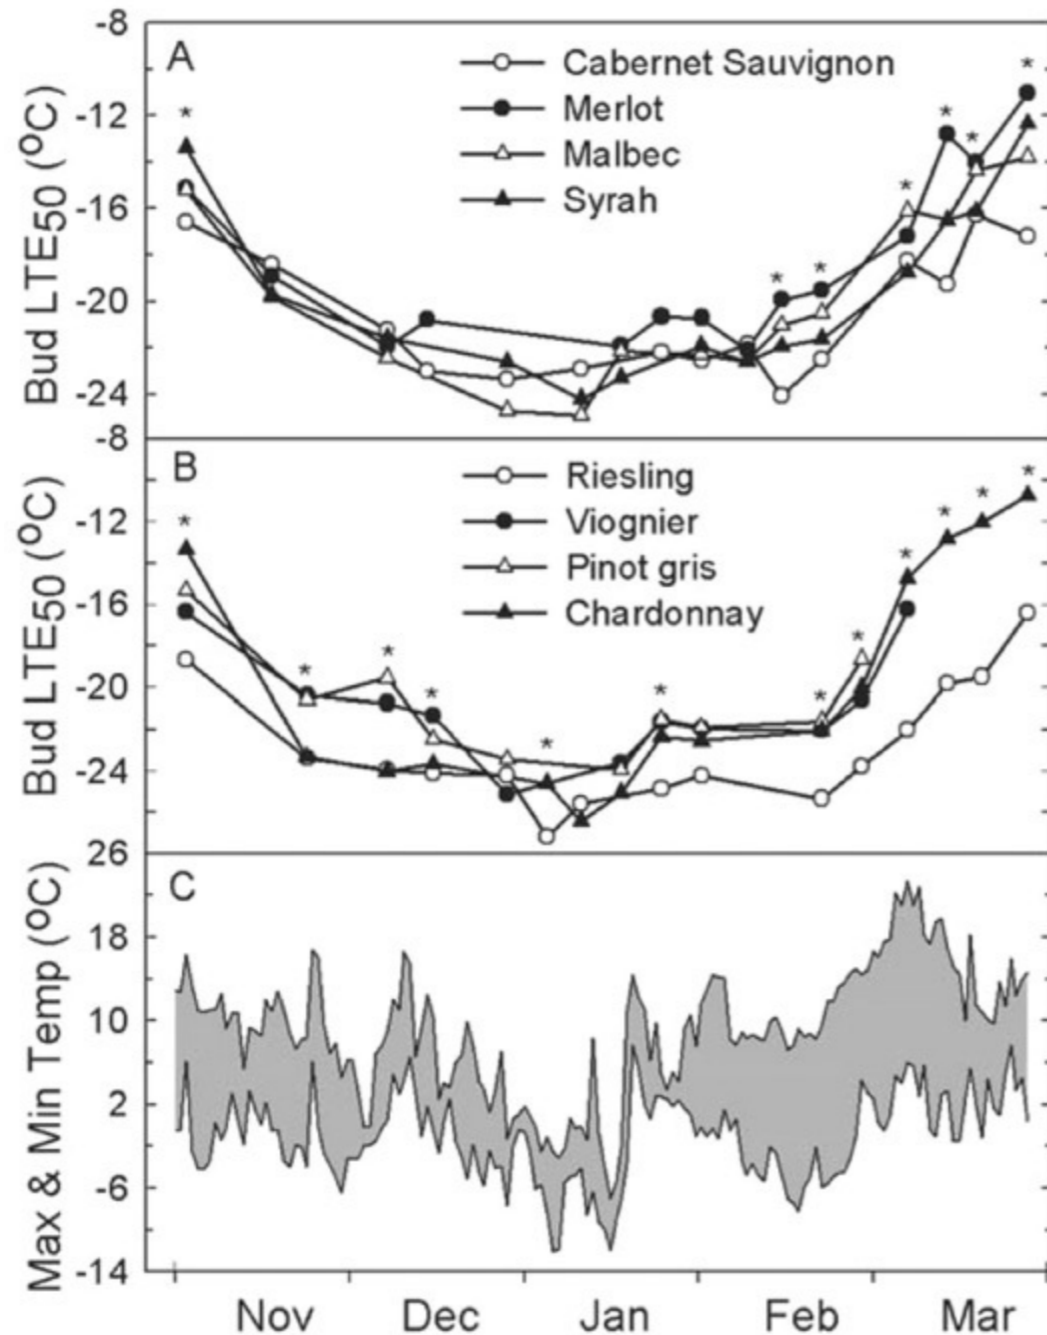 A
Bud LTE50 (°C)
-8
-12
-16
-20
-24
Cabernet Sauvignon
Merlot
Malbec
Syrah
* * * * * * * *
B
Bud LTE50 (°C)
-8
-12
-16
-20
-24
Riesling
Viognier
Pinot gris
Chardonnay
* * * * * * * * * * * *
C
Max & Min Temp (°C)
26
18
10
2
-6
-14
Nov Dec Jan Feb Mar